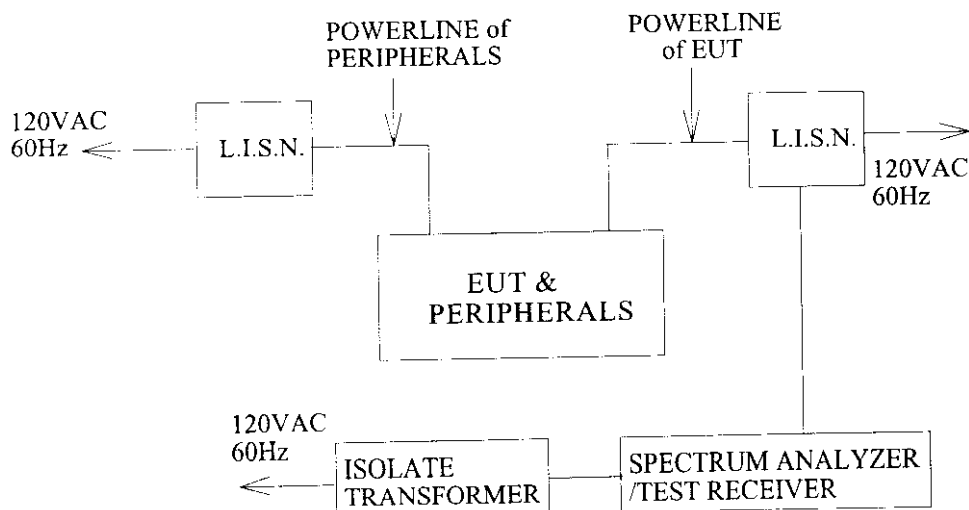 POWERLINE of
PERIPHERALS
POWERLINE
of EUT
120VAC
60Hz
L.I.S.N.
L.I.S.N.
120VAC
60Hz
EUT &
PERIPHERALS
120VAC
60Hz
ISOLATE
TRANSFORMER
SPECTRUM ANALYZER
/TEST RECEIVER